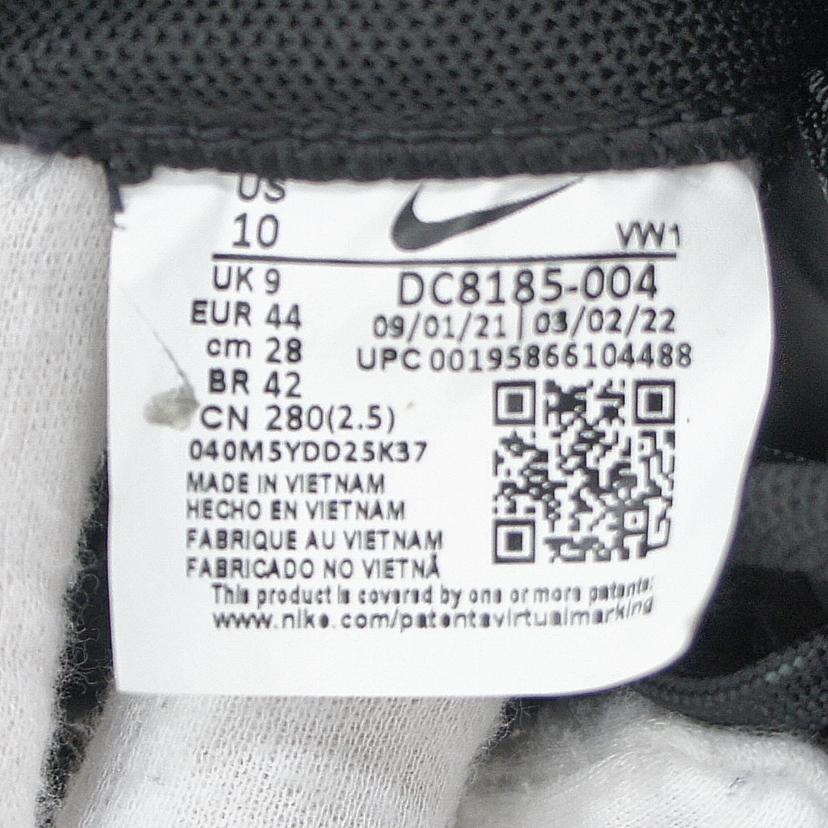 US
10
VW1
UK 9
DC8185-004
EUR 44
09/01/21 | 03/02/22
cm 28
UPC 00195866104488
BR 42
CN 280(2.5)
040M5YDD25K37
MADE IN VIETNAM
HECHO EN VIETNAM
FABRIQUE AU VIETNAM
FABRICADO NO VIETNÃ
This product is covered by one or more patents:
www.nike.com/patentsvirtualmarking